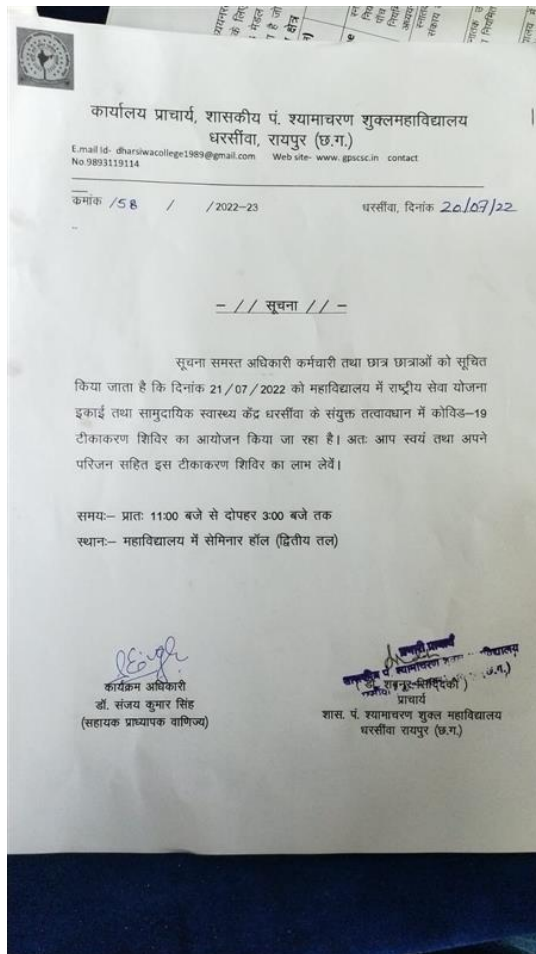 कार्यालय प्राचार्य, शासकीय पं. श्यामाचरण शुक्लमहाविद्यालय
धरसींवा, रायपुर (छ.ग.)
E.mail Id- dharsiwacollege1989@gmail.com Web site- www. gpscsc.in contact
No.9893119114
कमांक /58 / /2022-23
धरसींवा, दिनांक 20/07/22
- // सूचना // -
सूचना समस्त अधिकारी कर्मचारी तथा छात्र छात्राओं को सूचित
किया जाता है कि दिनांक 21/07/2022 को महाविद्यालय में राष्ट्रीय सेवा योजना
इकाई तथा सामुदायिक स्वास्थ्य केंद्र धरसींवा के संयुक्त तत्वावधान में कोविड-19
टीकाकरण शिविर का आयोजन किया जा रहा है। अतः आप स्वयं तथा अपने
परिजन सहित इस टीकाकरण शिविर का लाभ लेवें।
समय:- प्रातः 11:00 बजे से दोपहर 3:00 बजे तक
स्थान:- महाविद्यालय में सेमिनार हॉल (द्वितीय तल)
कार्यक्रम अधिकारी
डॉ. संजय कुमार सिंह
(सहायक प्राध्यापक वाणिज्य)
प्रभारी प्राचार्य
पं. श्यामाचरण
(डॉ. शबनूर सिद्दिकी)
प्राचार्य
शास. पं. श्यामाचरण शुक्ल महाविद्यालय
धरसींवा रायपुर (छ.ग.)